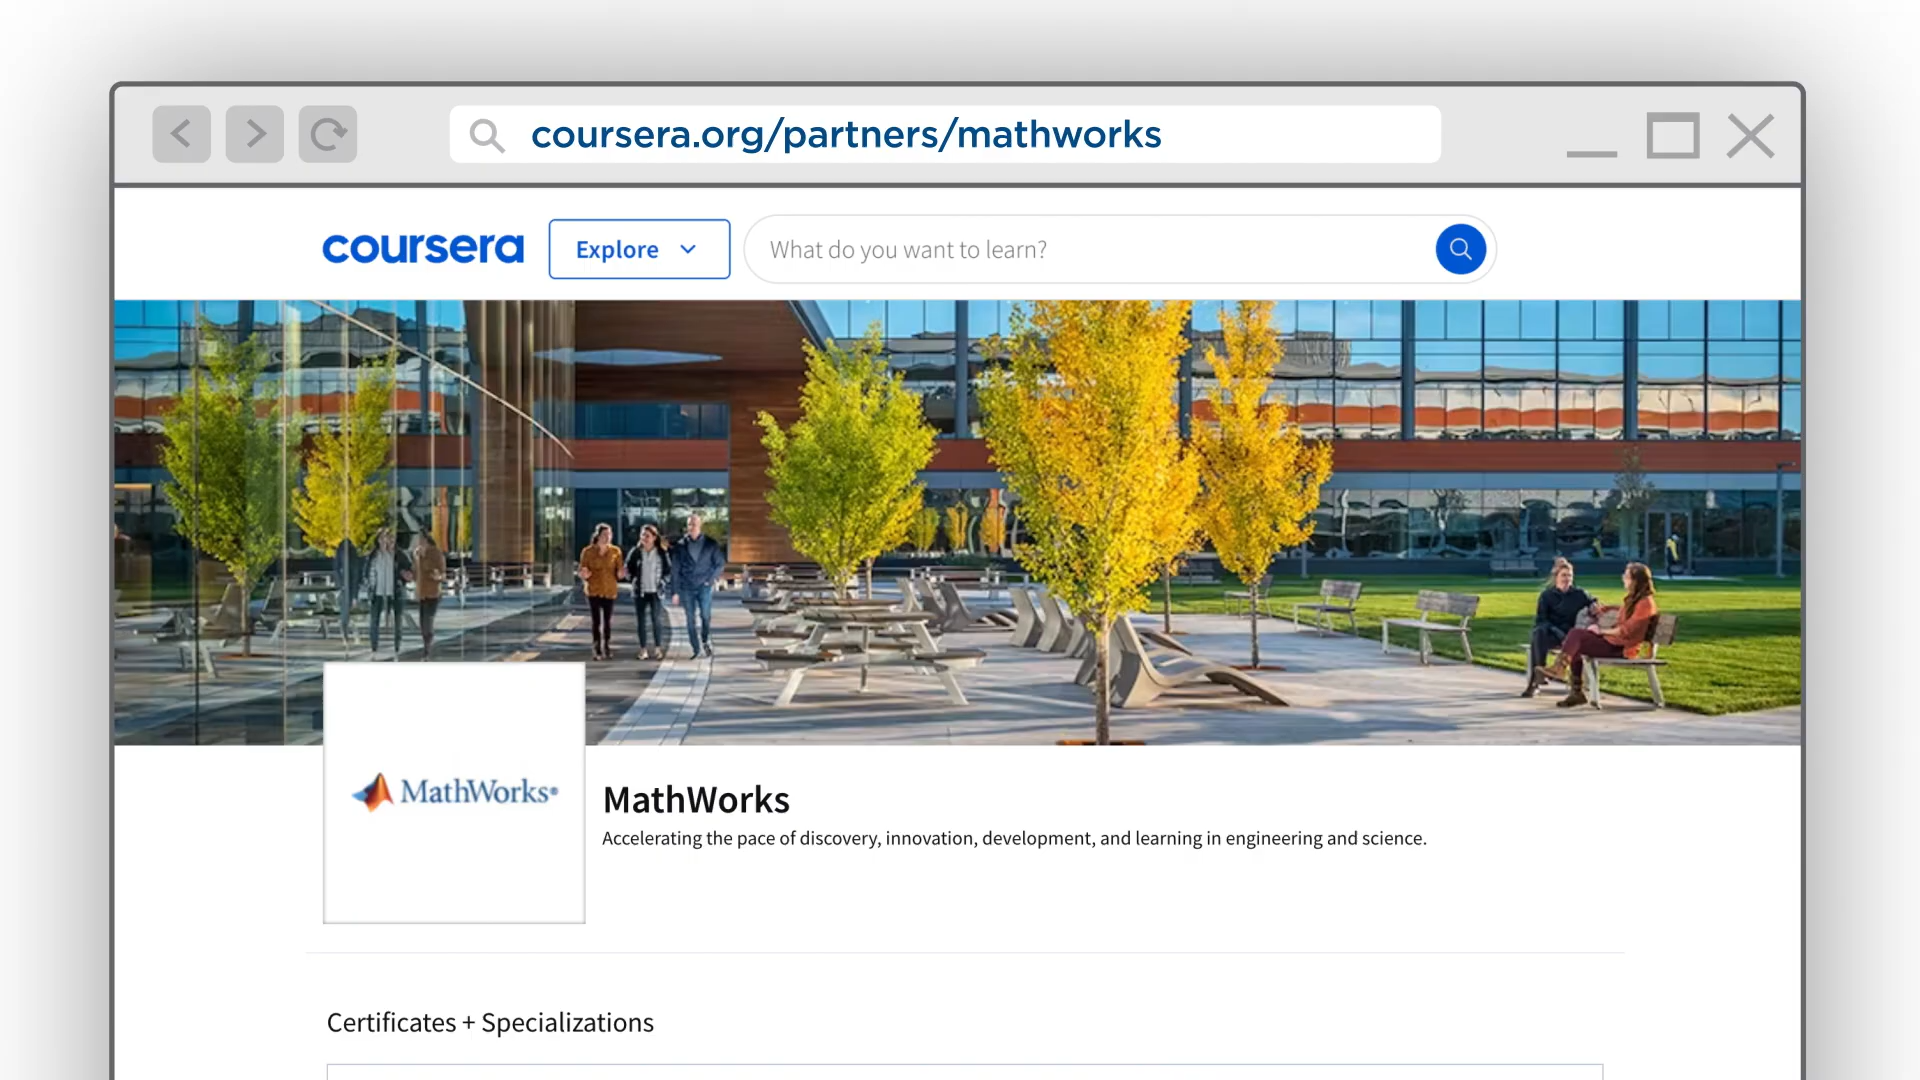 coursera.org/partners/mathworks
coursera
Explore
What do you want to learn?
MathWorks®
MathWorks
Accelerating the pace of discovery, innovation, development, and learning in engineering and science.
Certificates + Specializations